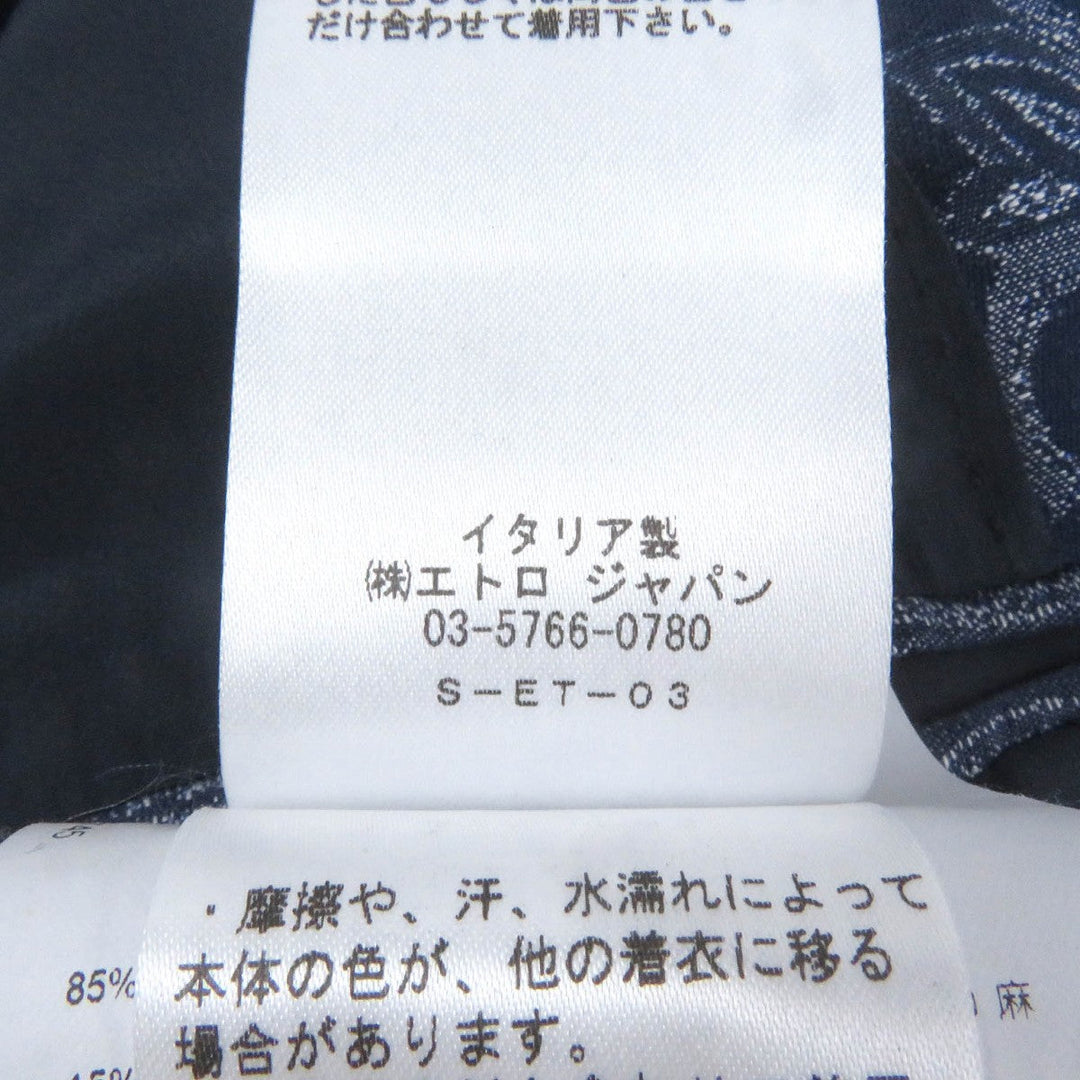 だけ合わせて着用下さい。
イタリア製
㈱エトロ ジャパン
03-5766-0780
S-ET-03
45
・摩擦や、汗、水濡れによって
本体の色が、他の着衣に移る
場合があります。
85%
麻
15%